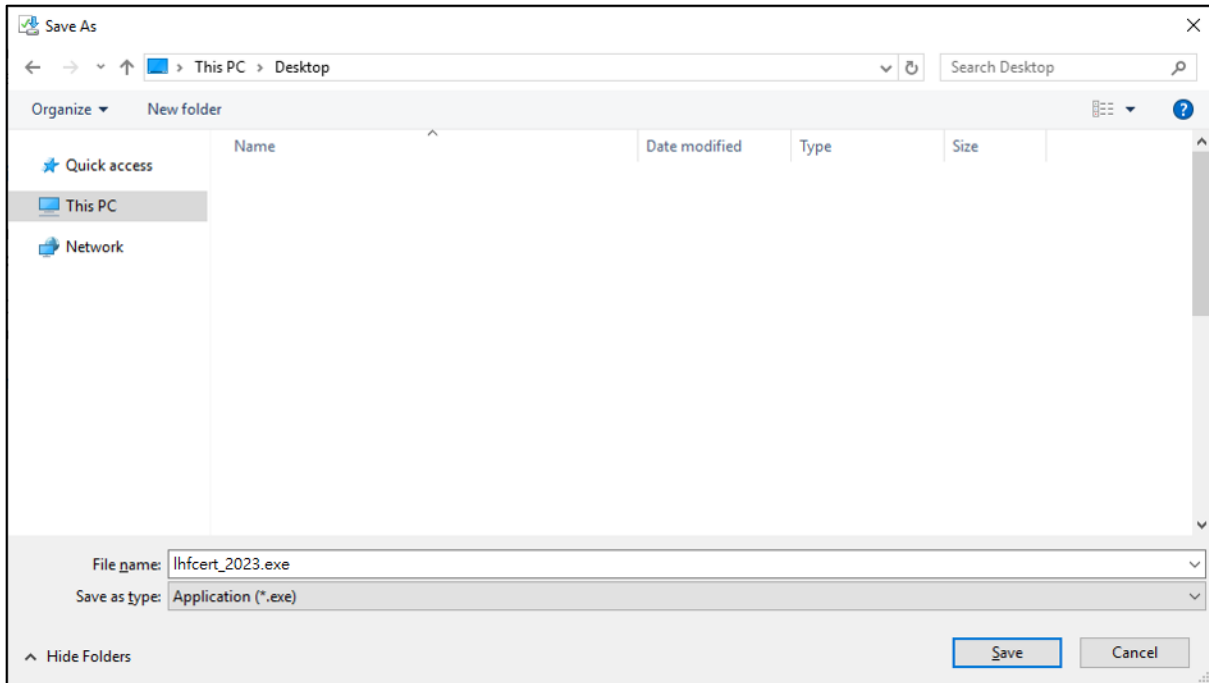 Save As
This PC > Desktop
Search Desktop
Organize
New folder
Name
Date modified
Type
Size
Quick access
This PC
Network
File name: lhfcert_2023.exe
Save as type: Application (*.exe)
Hide Folders
Save
Cancel